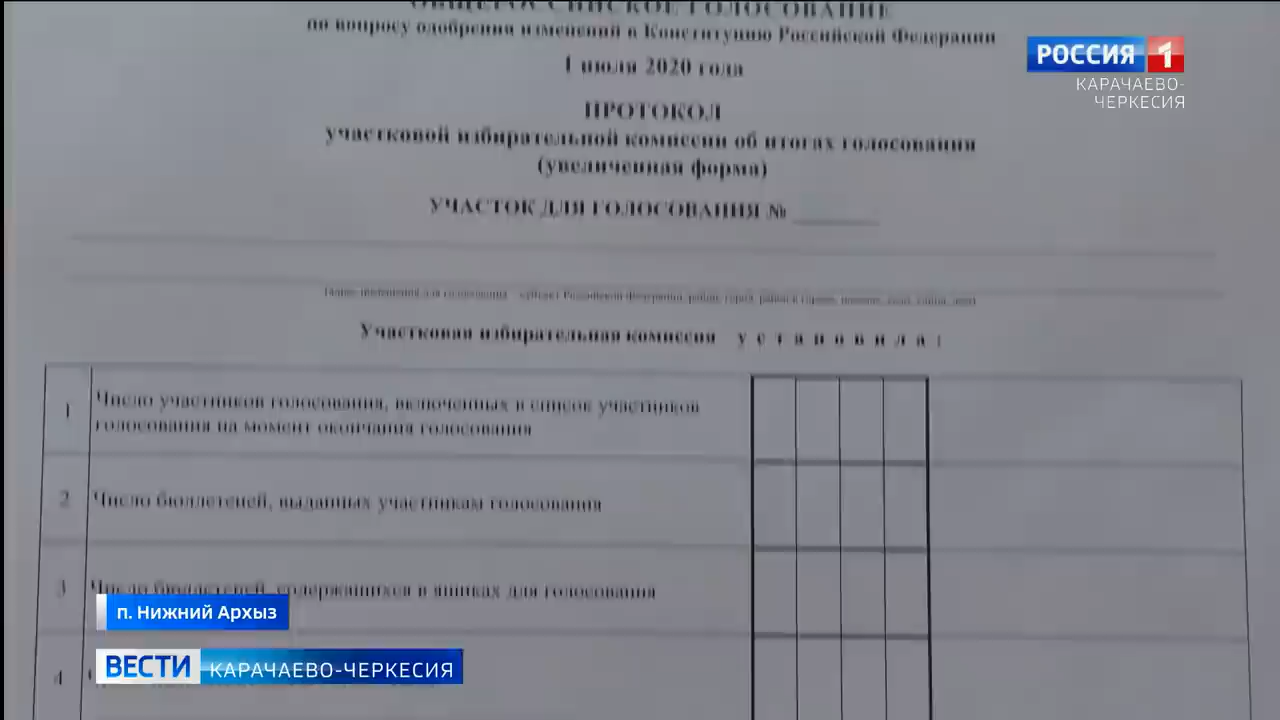 ОБЩЕРОССИЙСКОЕ ГОЛОСОВАНИЕ
по вопросу одобрения изменений в Конституцию Российской Федерации
1 июля 2020 года
РОССИЯ 1
КАРАЧАЕВО-
ЧЕРКЕСИЯ
ПРОТОКОЛ
участковой избирательной комиссии об итогах голосования
(увеличенная форма)
УЧАСТОК ДЛЯ ГОЛОСОВАНИЯ №
Участковая избирательная комиссия установила:
1 Число участников голосования, включенных в список участников
голосования на момент окончания голосования
2 Число бюллетеней, выданных участникам голосования
3 Число бюллетеней, содержащихся в ящиках для голосования
п. Нижний Архыз
4
ВЕСТИ КАРАЧАЕВО-ЧЕРКЕСИЯ